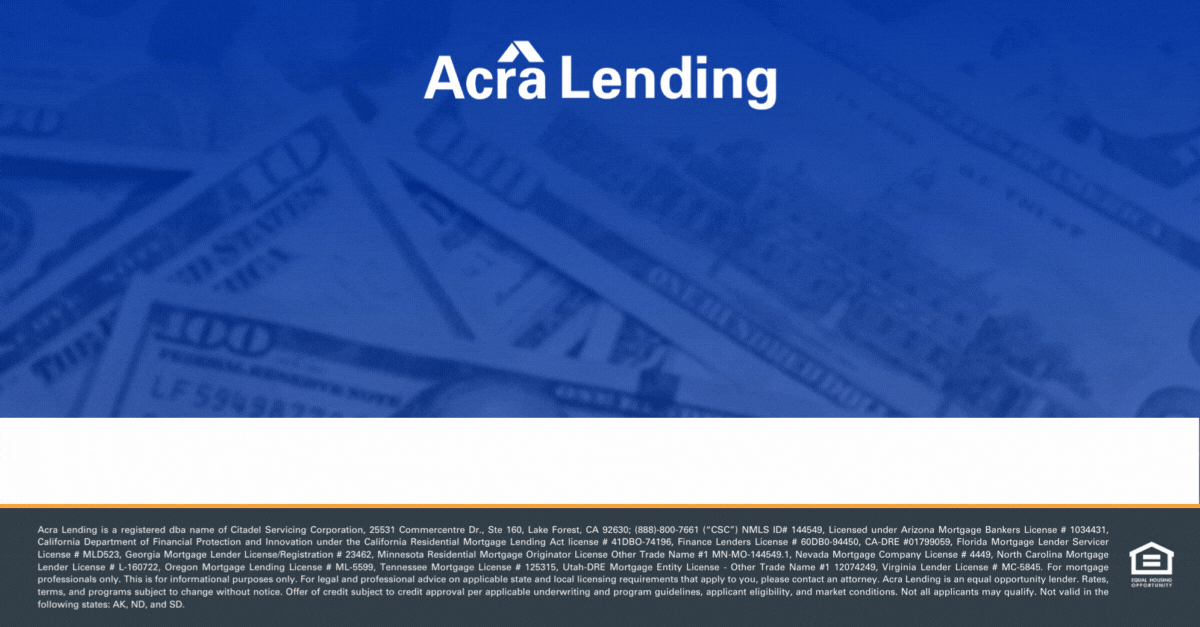 Acra Lending
100
FEDERAL RESERVE NOTE
ONE HUNDRED DOLL
Acra Lending is a registered dba name of Citadel Servicing Corporation, 25531 Commercentre Dr., Ste 160, Lake Forest, CA 92630; (888)-800-7661 (“CSC”) NMLS ID# 144549, Licensed under Arizona Mortgage Bankers License # 1034431,
California Department of Financial Protection and Innovation under the California Residential Mortgage Lending Act license # 41DBO-74196, Finance Lenders License # 60DB0-94450, CA-DRE #01799059, Florida Mortgage Lender Servicer
License # MLD523, Georgia Mortgage Lender License/Registration # 23462, Minnesota Residential Mortgage Originator License Other Trade Name #1 MN-MO-144549.1, Nevada Mortgage Company License # 4449, North Carolina Mortgage
Lender License # L-160722, Oregon Mortgage Lending License # ML-5599, Tennessee Mortgage License # 125315, Utah-DRE Mortgage Entity License - Other Trade Name #1 12074249, Virginia Lender License # MC-5845. For mortgage
professionals only. This is for informational purposes only. For legal and professional advice on applicable state and local licensing requirements that apply to you, please contact an attorney. Acra Lending is an equal opportunity lender. Rates,
terms, and programs subject to change without notice. Offer of credit subject to credit approval per applicable underwriting and program guidelines, applicant eligibility, and market conditions. Not all applicants may qualify. Not valid in the
following states: AK, ND, and SD.
EQUAL HOUSING
OPPORTUNITY